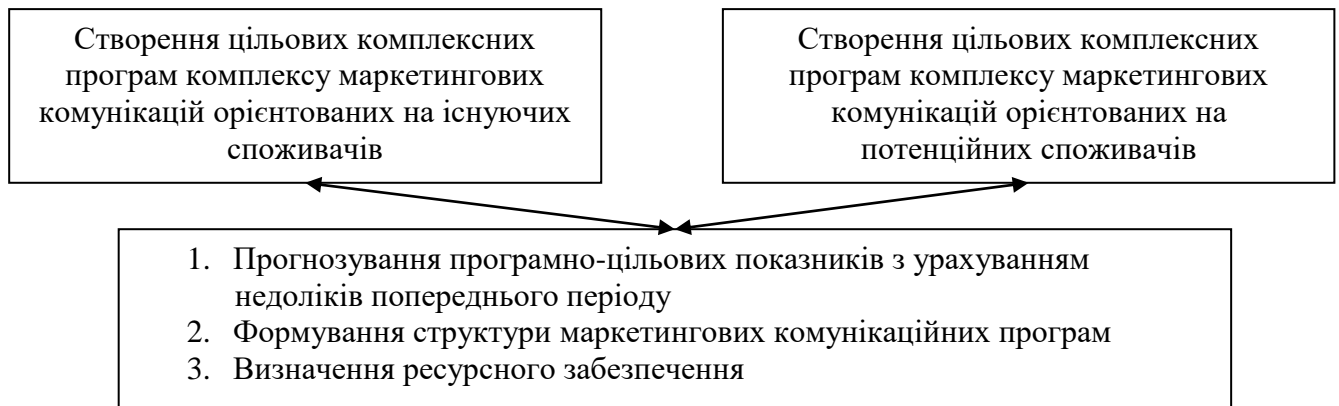 Створення цільових комплексних
програм комплексу маркетингових
комунікацій орієнтованих на існуючих
споживачів
Створення цільових комплексних
програм комплексу маркетингових
комунікацій орієнтованих на
потенційних споживачів
1. Прогнозування програмно-цільових показників з урахуванням
недоліків попереднього періоду
2. Формування структури маркетингових комунікаційних програм
3. Визначення ресурсного забезпечення